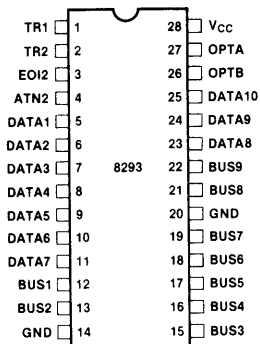 TR1 1 28 VCC
TR2 2 27 OPTA
EOI2 3 26 OPTB
ATN2 4 25 DATA10
DATA1 5 24 DATA9
DATA2 6 23 DATA8
DATA3 7 8293 22 BUS9
DATA4 8 21 BUS8
DATA5 9 20 GND
DATA6 10 19 BUS7
DATA7 11 18 BUS6
BUS1 12 17 BUS5
BUS2 13 16 BUS4
GND 14 15 BUS3